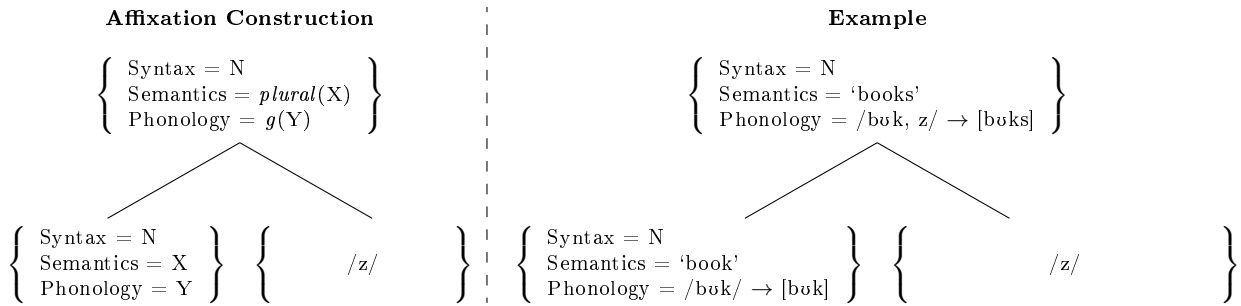 Affixation Construction
Example
Syntax = N
Semantics = plural(X)
Phonology = g(Y)
Syntax = N
Semantics = ‘books’
Phonology = /bʊk, z/ → [bʊks]
Syntax = N
Semantics = X
Phonology = Y
/z/
Syntax = N
Semantics = ‘book’
Phonology = /bʊk/ → [bʊk]
/z/